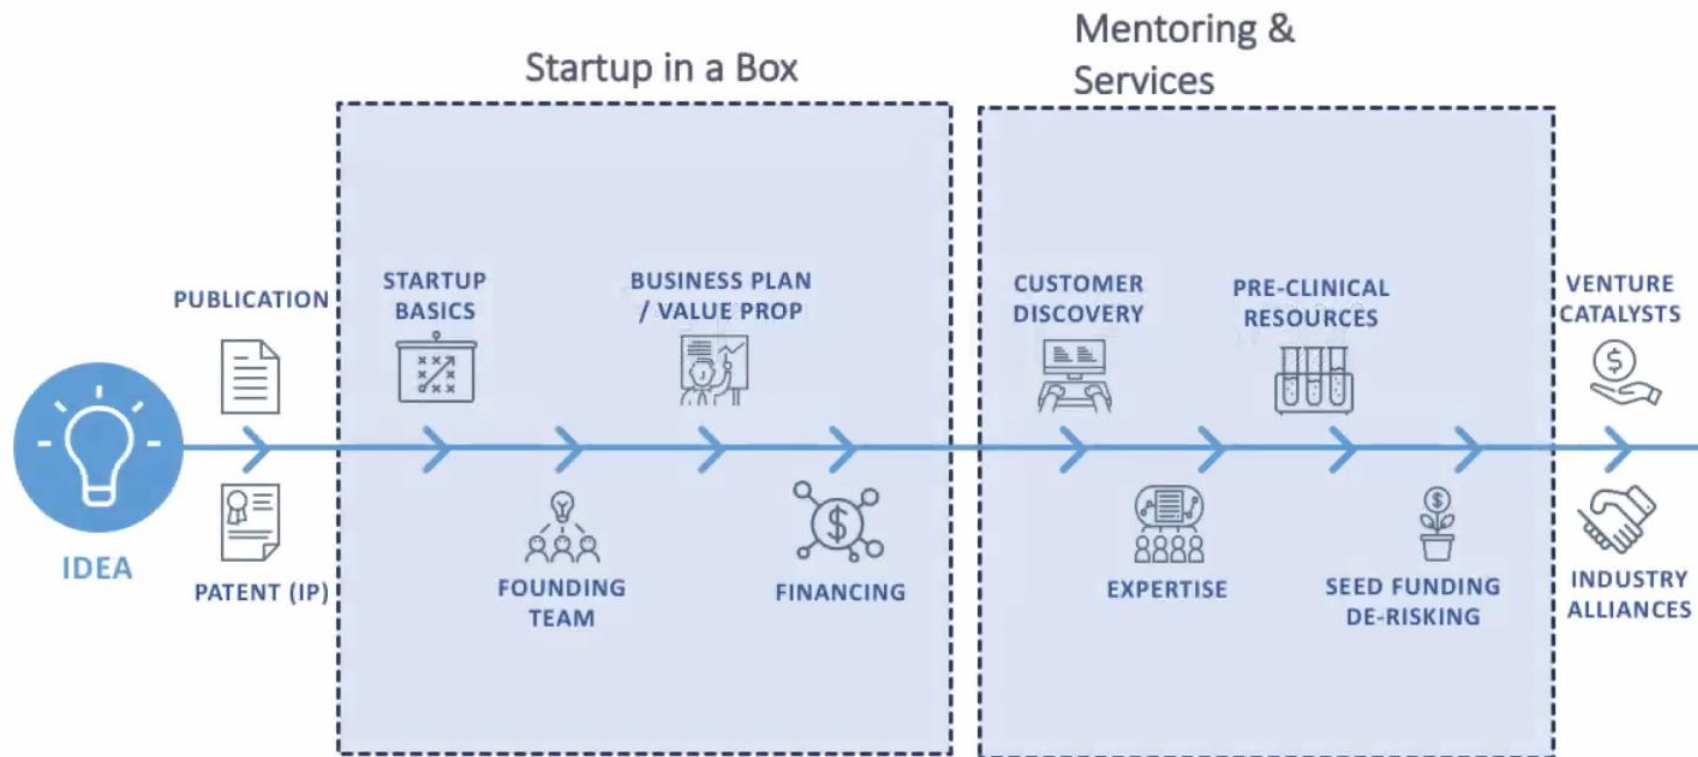 Startup in a Box
Mentoring &
Services
PUBLICATION
STARTUP
BASICS
BUSINESS PLAN
/ VALUE PROP
CUSTOMER
DISCOVERY
PRE-CLINICAL
RESOURCES
VENTURE
CATALYSTS
IDEA
PATENT (IP)
FOUNDING
TEAM
FINANCING
EXPERTISE
SEED FUNDING
DE-RISKING
INDUSTRY
ALLIANCES